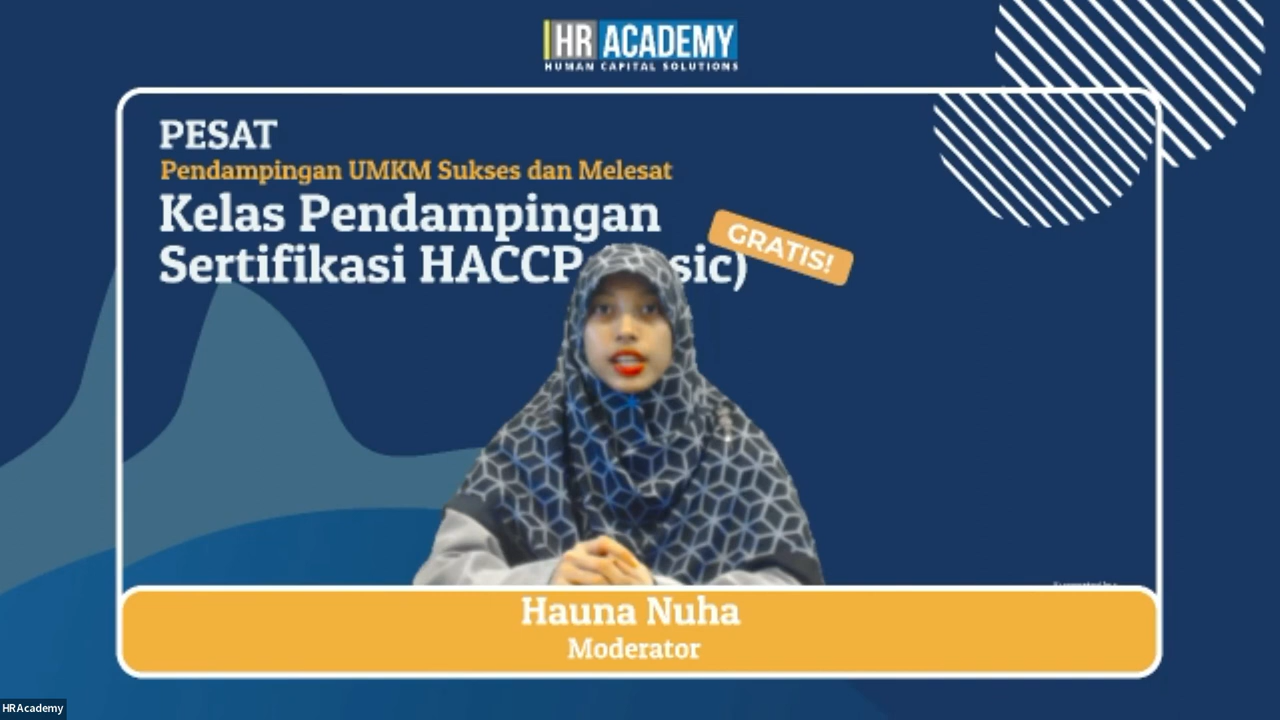 HR ACADEMY
HUMAN CAPITAL SOLUTIONS
PESAT
Pendampingan UMKM Sukses dan Melesat
Kelas Pendampingan
Sertifikasi HACCP sic)
GRATIS!
Hauna Nuha
Moderator
HRAcademy